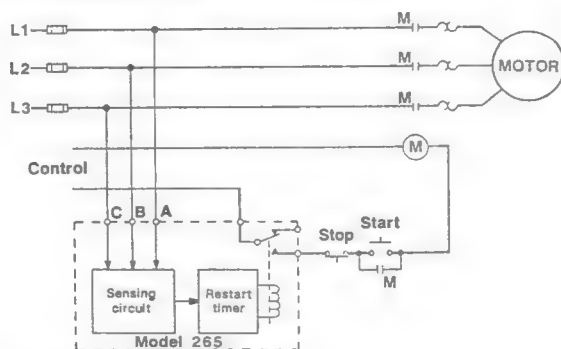 L1
M
L2
M
MOTOR
L3
M
M
Control
C B A
Stop
Start
M
Sensing
circuit
Restart
timer
Model 265